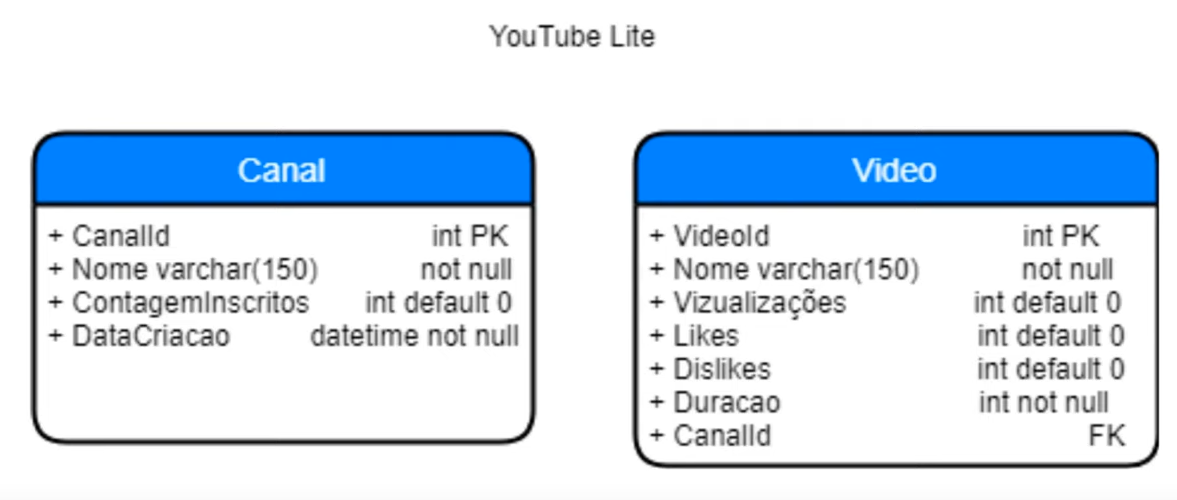 YouTube Lite
Canal
+ CanalId int PK
+ Nome varchar(150) not null
+ ContagemInscritos int default 0
+ DataCriacao datetime not null
Video
+ VideoId int PK
+ Nome varchar(150) not null
+ Vizualizações int default 0
+ Likes int default 0
+ Dislikes int default 0
+ Duracao int not null
+ CanalId FK